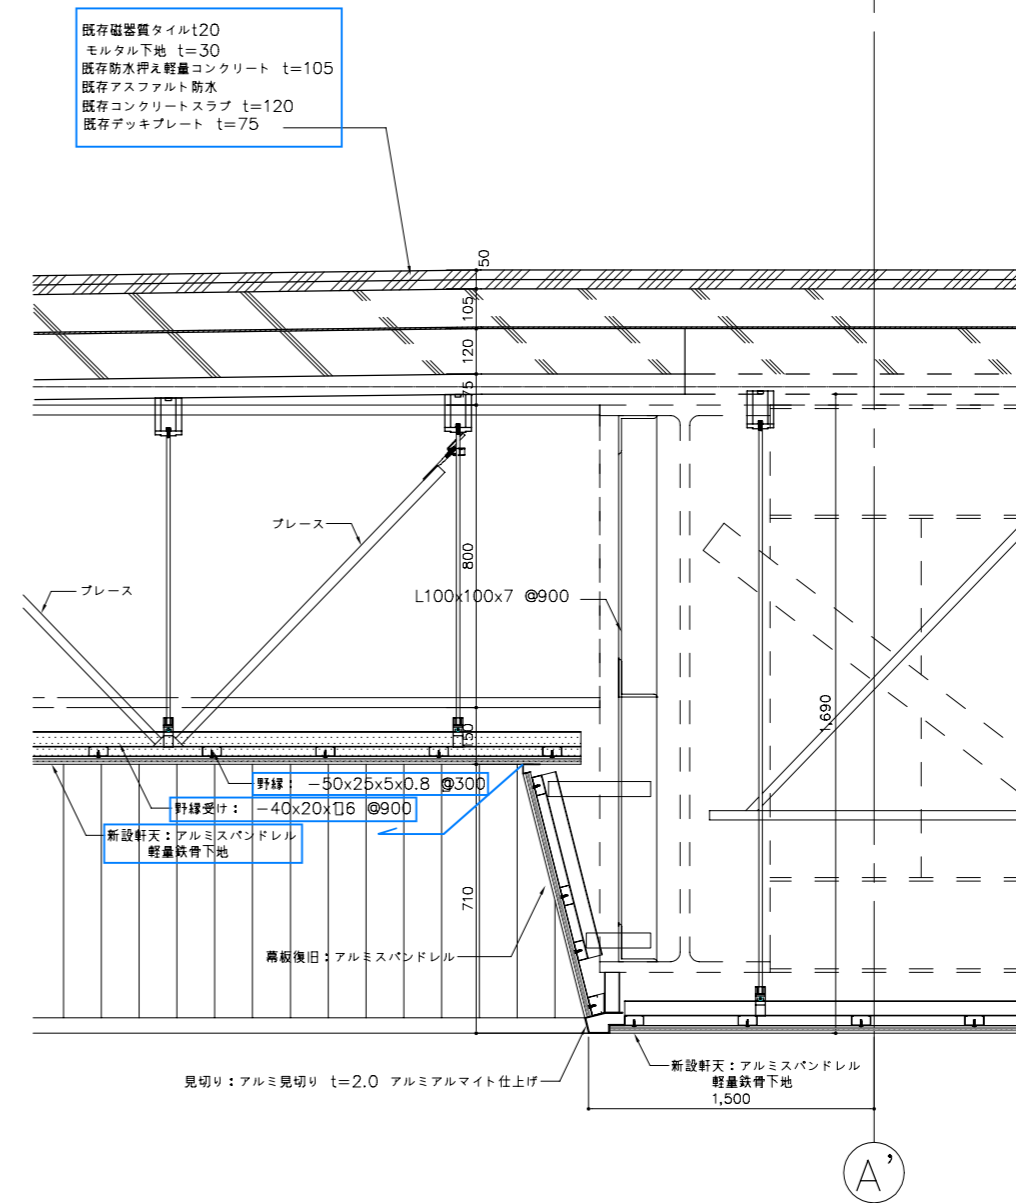 既存磁器質タイルt20
モルタル下地 t=30
既存防水押え軽量コンクリート t=105
既存アスファルト防水
既存コンクリートスラブ t=120
既存デッキプレート t=75
50
105
120
75
ブレース
ブレース
800
L100x100x7 @900
1,690
150
野縁： −50x25x5x0.8 @300
野縁受け： −40x20x 1.6 @900
新設軒天：アルミスパンドレル
軽量鉄骨下地
710
幕板復旧：アルミスパンドレル
見切り：アルミ見切り t=2.0 アルミアルマイト仕上げ
新設軒天：アルミスパンドレル
軽量鉄骨下地
1,500
A’